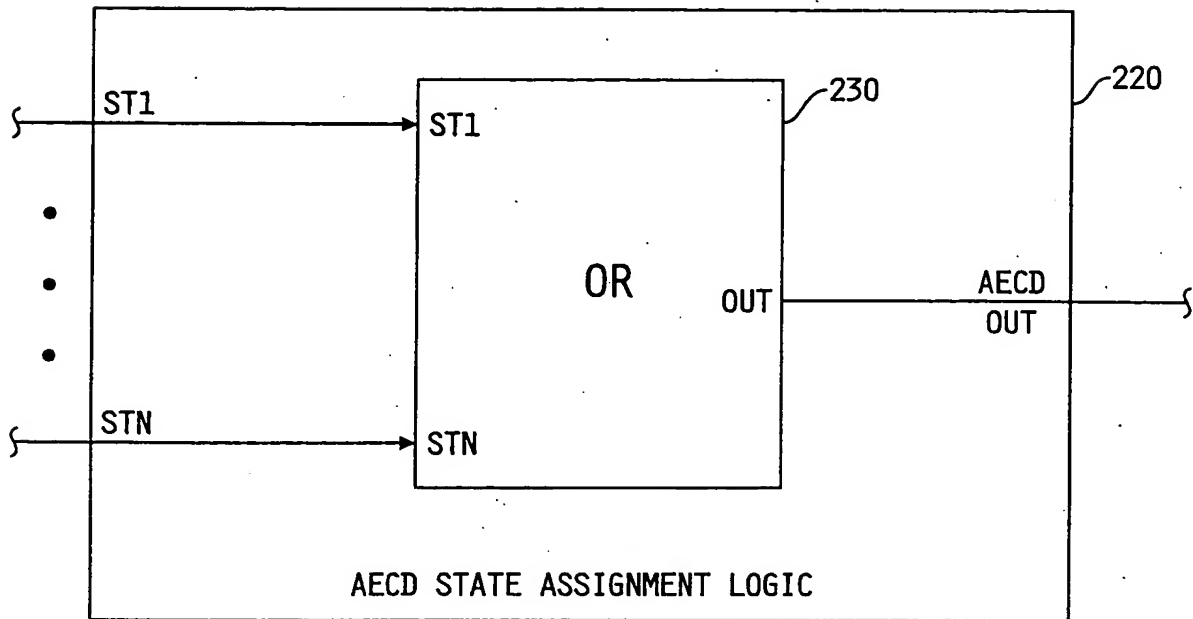 220
230
ST1
ST1
OR
AECD
OUT
OUT
STN
STN
AECD STATE ASSIGNMENT LOGIC